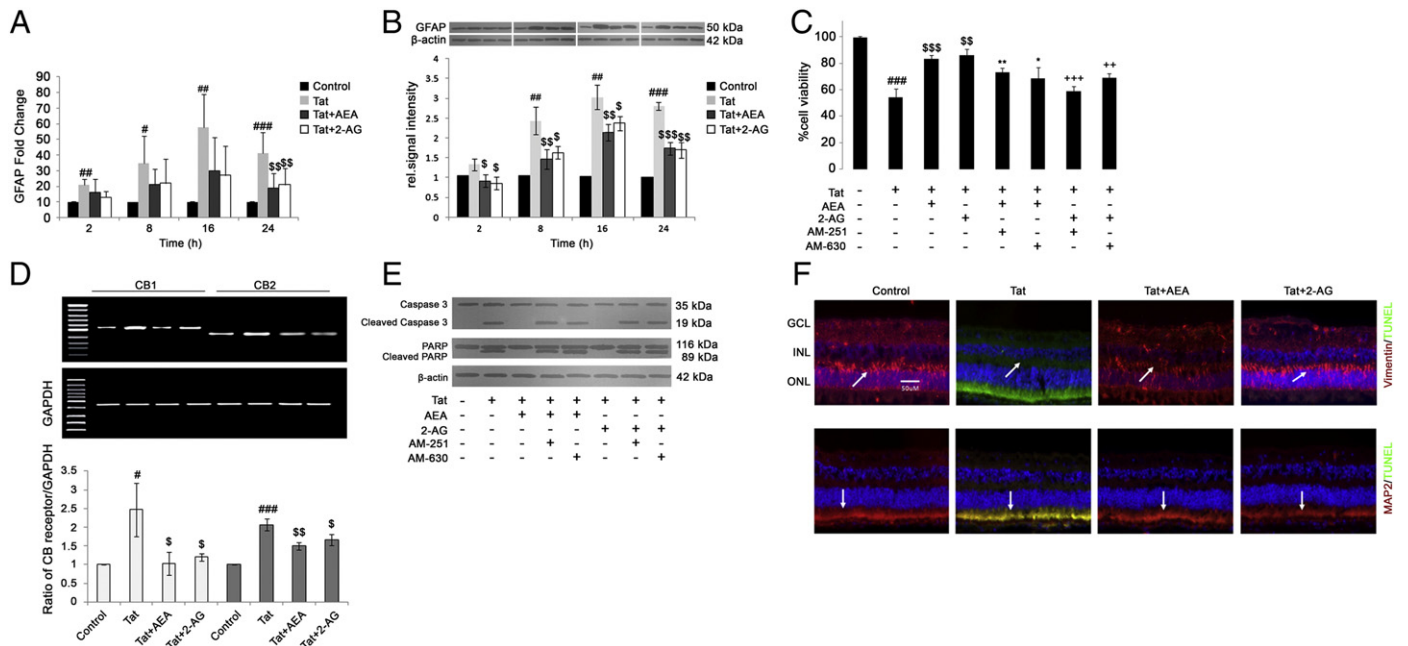 A
GFAP Fold Change
90
80
70
60
50
40
30
20
10
0
##
#
##
###
$$ $$
Control
Tat
Tat+AEA
Tat+2-AG
2 8 16 24
Time (h)
B
GFAP 50 kDa
β-actin 42 kDa
rel.signal intensity
4
3.5
3
2.5
2
1.5
1
0.5
0
$ $
##
$$ $
##
$$ $
###
$$$ $$
Control
Tat
Tat+AEA
Tat+2-AG
2 8 16 24
Time (h)
C
%cell viability
100
80
60
40
20
0
###
$$$
$$
**
*
+++
++
Tat - + + + + + + +
AEA - - + - + + - -
2-AG - - - + - - + +
AM-251 - - - - + - + -
AM-630 - - - - - + - +
D
CB1 CB2
GAPDH
Ratio of CB receptor/GAPDH
3.5
3
2.5
2
1.5
1
0.5
0
#
$
$
###
$$
$
Control Tat Tat+AEA Tat+2-AG Control Tat Tat+AEA Tat+2-AG
E
Caspase 3 35 kDa
Cleaved Caspase 3 19 kDa
PARP 116 kDa
Cleaved PARP 89 kDa
β-actin 42 kDa
Tat - + + + + + + +
AEA - - + + + - - -
2-AG - - - - - + + +
AM-251 - - - + - - + -
AM-630 - - - - + - - +
F
Control Tat Tat+AEA Tat+2-AG
GCL
INL
ONL
50uM
Vimentin/TUNEL
MAP2/TUNEL